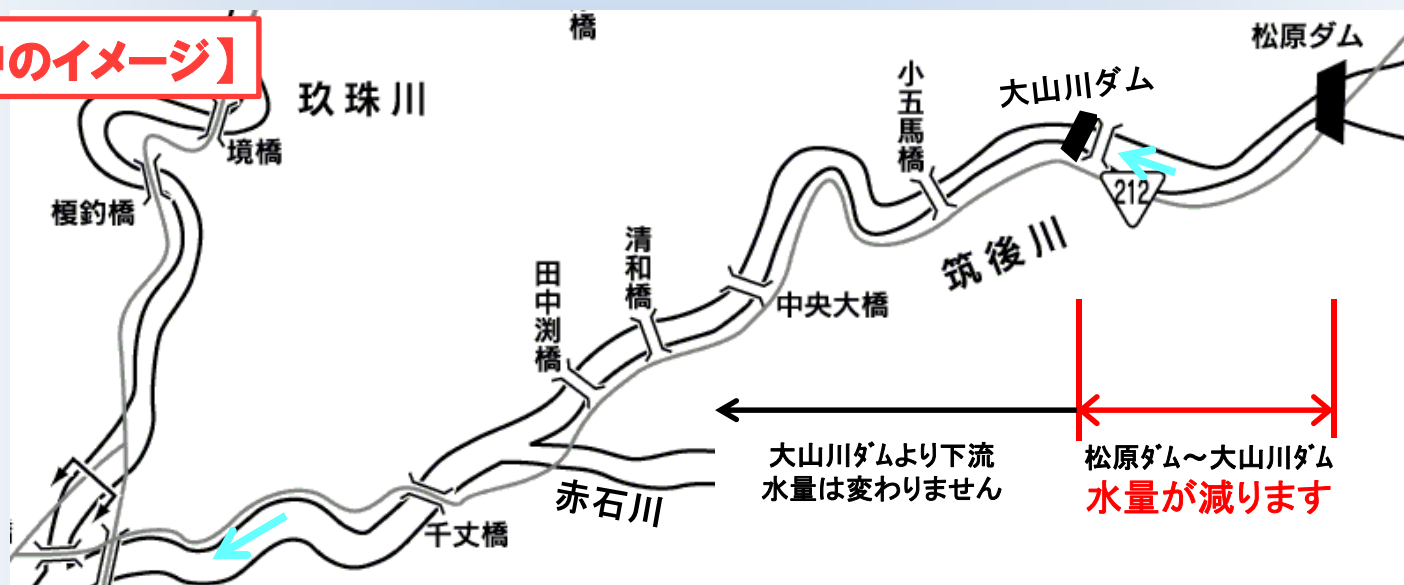 中のイメージ】
橋
松原ダム
玖珠川
小五馬橋
大山川ダム
境橋
212
榎釣橋
清和橋
筑後川
田中渕橋
中央大橋
大山川ダムより下流
水量は変わりません
松原ダム～大山川ダム
水量が減ります
赤石川
千丈橋